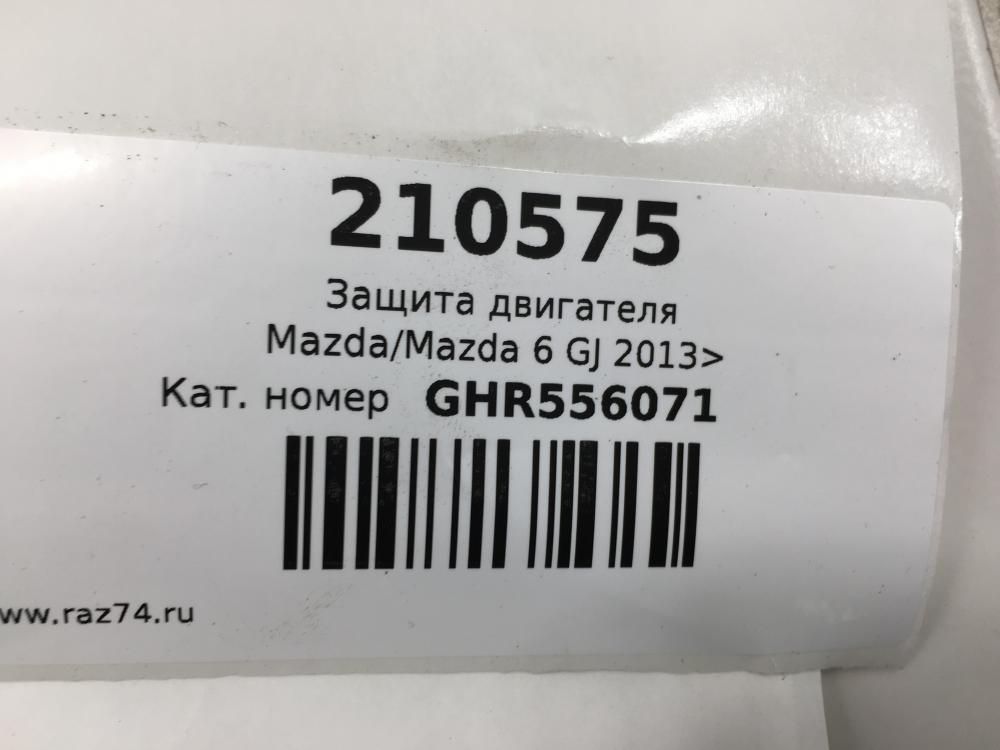 210575
Защита двигателя
Mazda/Mazda 6 GJ 2013>
Кат. номер GHR556071
www.raz74.ru